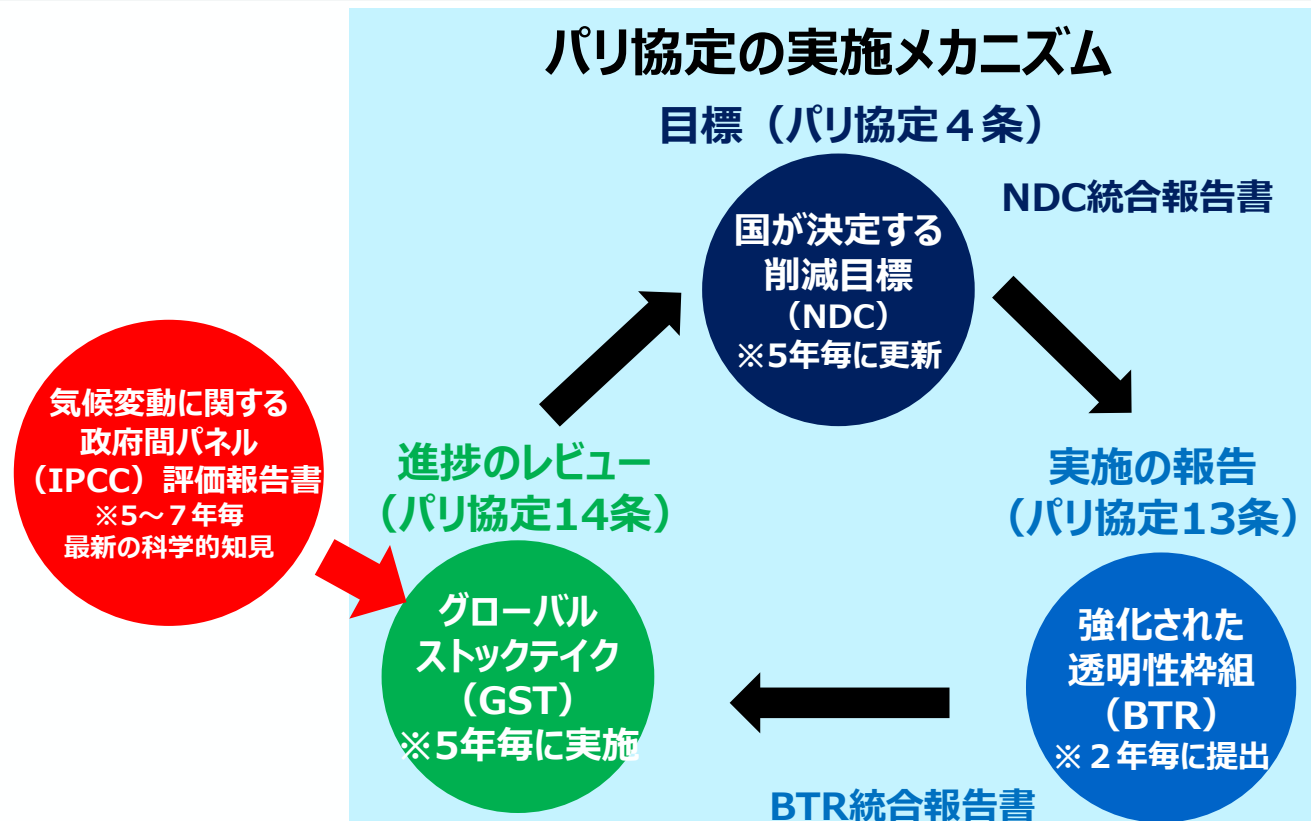 パリ協定の実施メカニズム
目標（パリ協定４条）
国が決定する
削減目標
（NDC）
※5年毎に更新
NDC統合報告書
気候変動に関する
政府間パネル
（IPCC）評価報告書
※5～７年毎
最新の科学的知見
進捗のレビュー
（パリ協定14条）
グローバル
ストックテイク
（GST）
※5年毎に実施
実施の報告
（パリ協定13条）
強化された
透明性枠組
（BTR）
※２年毎に提出
BTR統合報告書